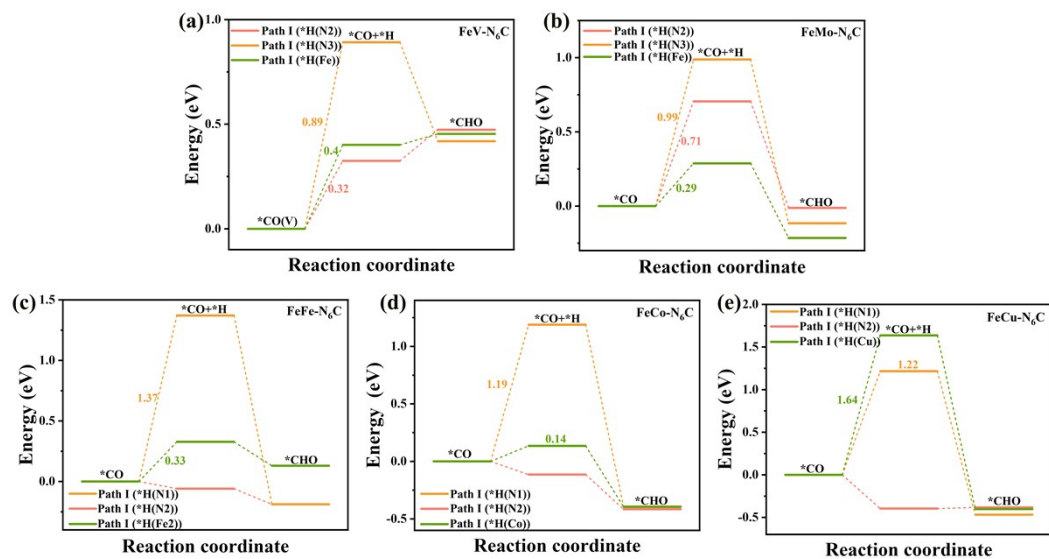 (a)
FeV-N₆C
Path I (*H(N2))
Path I (*H(N3))
Path I (*H(Fe))
*CO+*H
1.0
0.5
0.0
Energy (eV)
0.89
0.4
0.32
*CO(V)
*CHO
Reaction coordinate
(b)
FeMo-N₆C
Path I (*H(N2))
Path I (*H(N3))
Path I (*H(Fe))
*CO+*H
1.00
0.75
0.50
0.25
0.00
Energy (eV)
0.99
0.71
0.29
*CO
*CHO
Reaction coordinate
(c)
FeFe-N₆C
*CO+*H
1.5
1.0
0.5
0.0
Energy (eV)
1.37
0.33
*CO
*CHO
Path I (*H(N1))
Path I (*H(N2))
Path I (*H(Fe2))
Reaction coordinate
(d)
FeCo-N₆C
*CO+*H
1.0
0.5
0.0
-0.5
Energy (eV)
1.19
0.14
*CO
*CHO
Path I (*H(N1))
Path I (*H(N2))
Path I (*H(Co))
Reaction coordinate
(e)
FeCu-N₆C
Path I (*H(N1))
Path I (*H(N2))
Path I (*H(Cu))
*CO+*H
2.0
1.5
1.0
0.5
0.0
-0.5
Energy (eV)
1.22
1.64
*CO
*CHO
Reaction coordinate